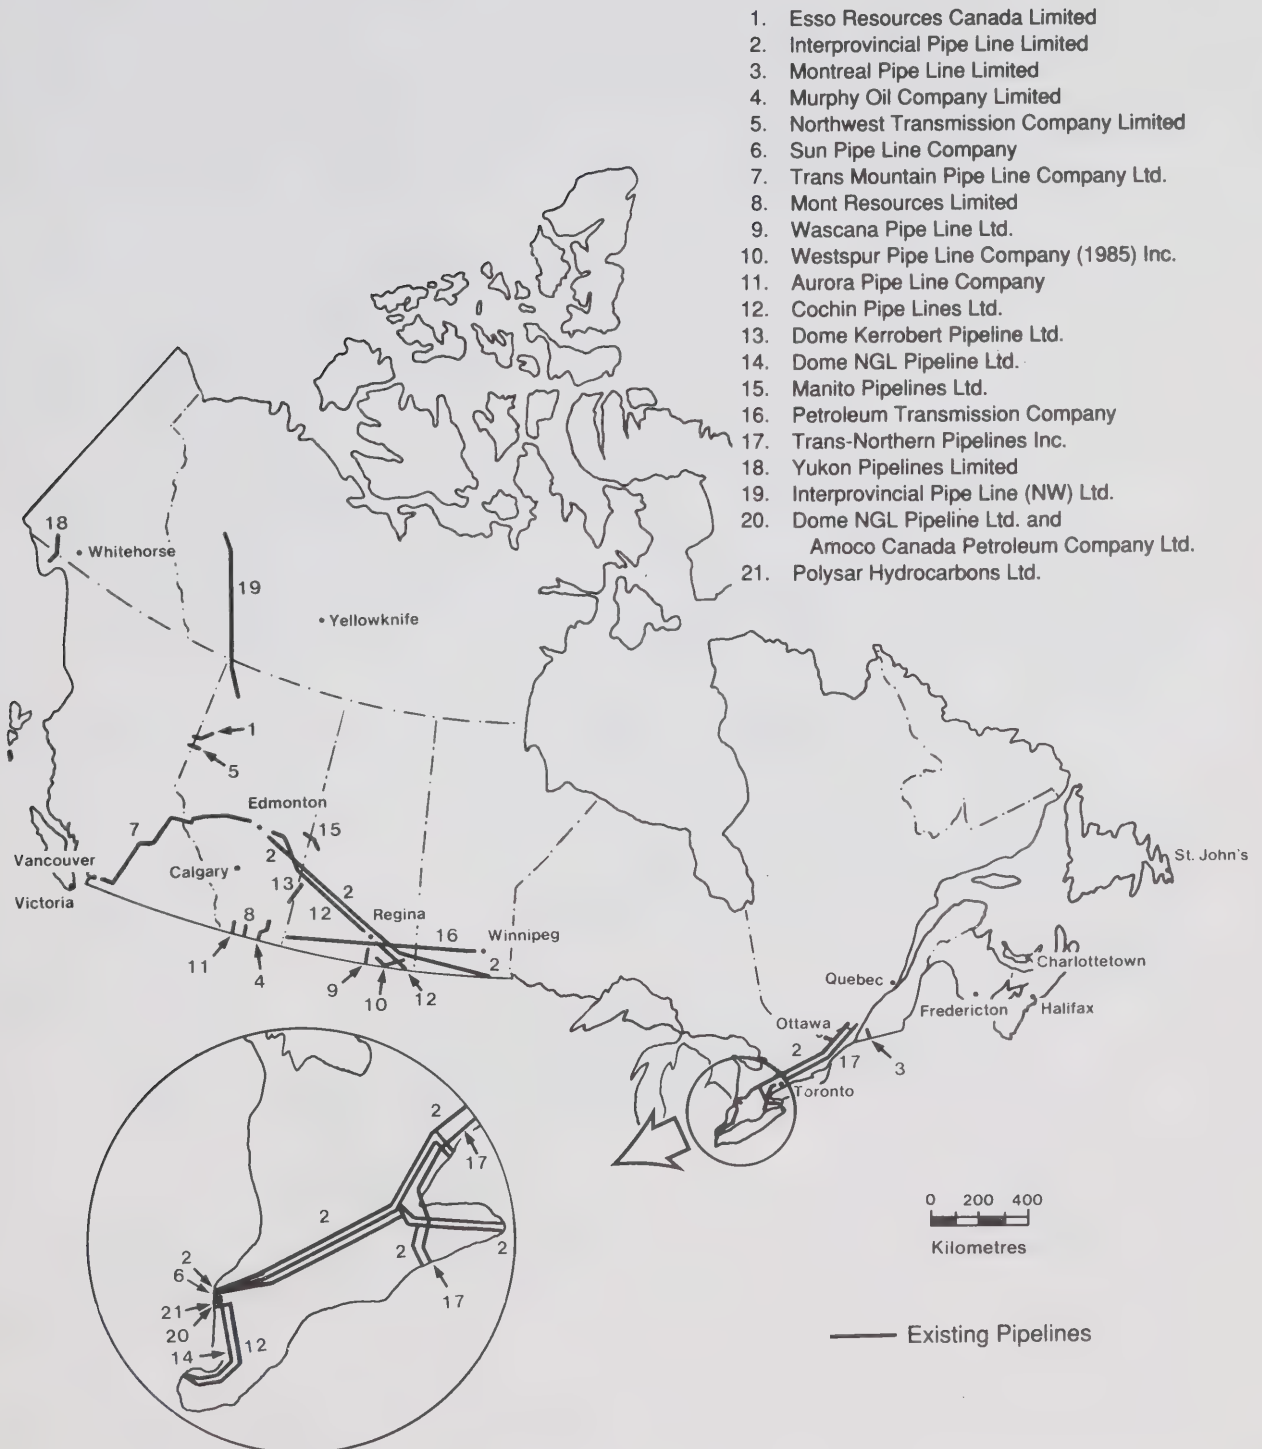 1. Esso Resources Canada Limited
2. Interprovincial Pipe Line Limited
3. Montreal Pipe Line Limited
4. Murphy Oil Company Limited
5. Northwest Transmission Company Limited
6. Sun Pipe Line Company
7. Trans Mountain Pipe Line Company Ltd.
8. Mont Resources Limited
9. Wascana Pipe Line Ltd.
10. Westspur Pipe Line Company (1985) Inc.
11. Aurora Pipe Line Company
12. Cochin Pipe Lines Ltd.
13. Dome Kerrobert Pipeline Ltd.
14. Dome NGL Pipeline Ltd.
15. Manito Pipelines Ltd.
16. Petroleum Transmission Company
17. Trans-Northern Pipelines Inc.
18. Yukon Pipelines Limited
19. Interprovincial Pipe Line (NW) Ltd.
20. Dome NGL Pipeline Ltd. and
Amoco Canada Petroleum Company Ltd.
21. Polysar Hydrocarbons Ltd.
18
Whitehorse
19
Yellowknife
1
5
Edmonton
7
15
2
Vancouver
Calgary
13
2
Victoria
12
Regina
8
16
Winnipeg
11
4
9
10
12
2
St. John's
Charlottetown
Quebec
Fredericton
Halifax
Ottawa
2
17
3
Toronto
2
17
2
2
2
2
6
21
20
14
12
17
0 200 400
Kilometres
Existing Pipelines